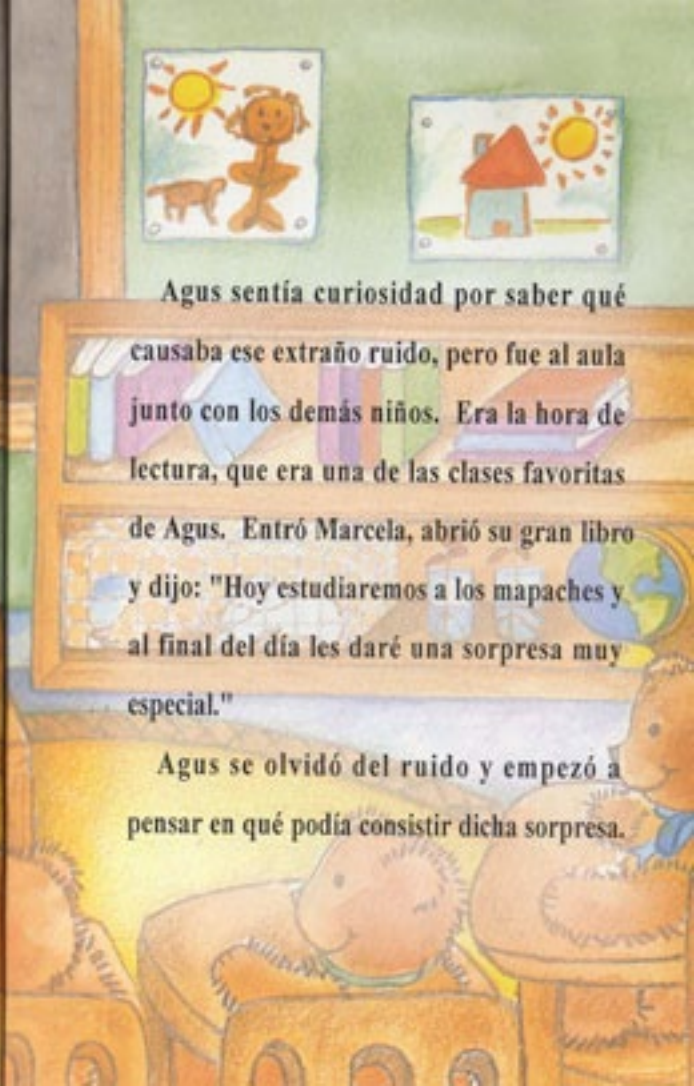 Agus sentía curiosidad por saber qué
causaba ese extraño ruido, pero fue al aula
junto con los demás niños. Era la hora de
lectura, que era una de las clases favoritas
de Agus. Entró Marcela, abrió su gran libro
y dijo: "Hoy estudiaremos a los mapaches y
al final del día les daré una sorpresa muy
especial."
Agus se olvidó del ruido y empezó a
pensar en qué podía consistir dicha sorpresa.